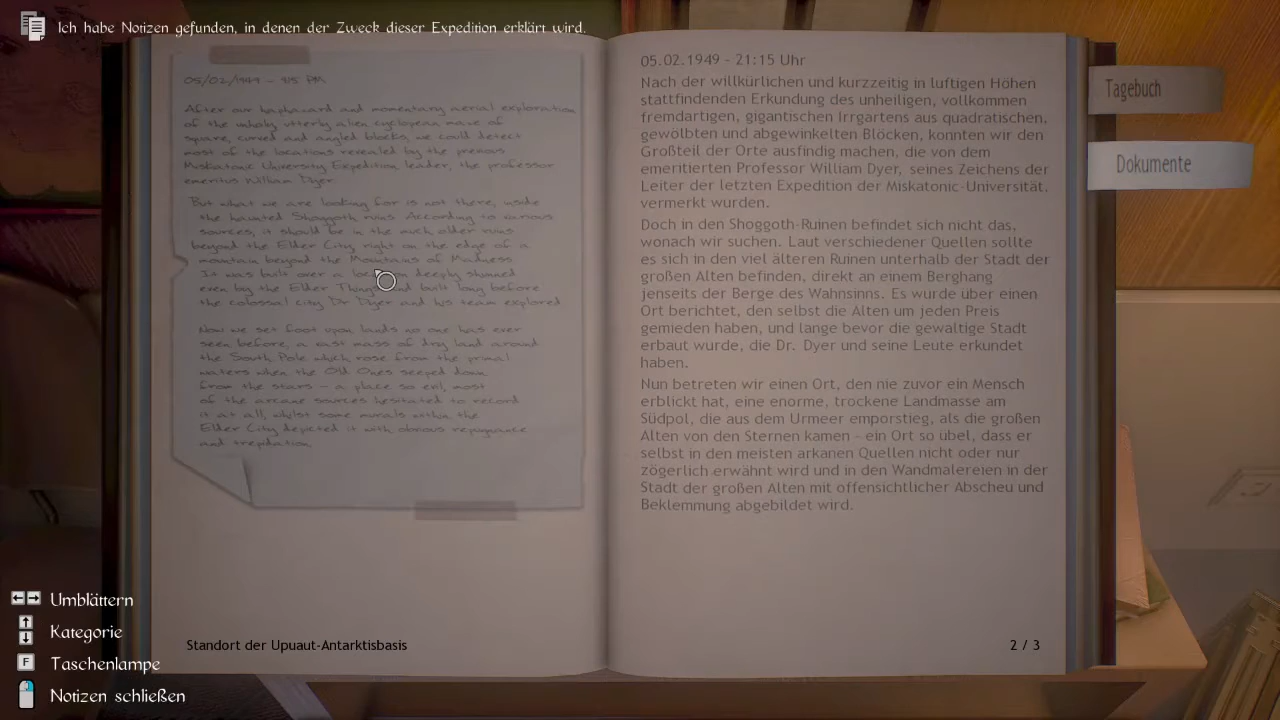 Ich habe Notizen gefunden, in denen der Zweck dieser Expedition erklärt wird.
05/02/1949 - 9:15 PM
After our haphazard and momentary aerial exploration
of the unholy, utterly alien cyclopean maze of
square, curved and angled blocks, we could detect
most of the locations revealed by the previous
Miskatonic University Expedition leader, the professor
emeritus William Dyer.
But what we are looking for is not there, inside
the haunted Shoggoth ruins. According to various
sources, it should be in the much older ruins
beyond the Elder City, right on the edge of a
mountain beyond the Mountains of Madness.
It was built over a deeply shunned
even by the Elder Things and built long before
the colossal city Dr Dyer and his team explored
Now we set foot upon lands no one has ever
seen before, a vast mass of dry land around
the South Pole which rose from the primal
waters when the Old Ones seeped down
from the stars – a place so evil, most
of the arcane sources hesitated to record
it at all, whilst some murals within the
Elder City depicted it with obvious repugnance
and trepidation.
05.02.1949 - 21:15 Uhr
Nach der willkürlichen und kurzzeitig in luftigen Höhen
stattfindenden Erkundung des unheiligen, vollkommen
fremdartigen, gigantischen Irrgartens aus quadratischen,
gewölbten und abgewinkelten Blöcken, konnten wir den
Großteil der Orte ausfindig machen, die von dem
emeritierten Professor William Dyer, seines Zeichens der
Leiter der letzten Expedition der Miskatonic-Universität,
vermerkt wurden.
Doch in den Shoggoth-Ruinen befindet sich nicht das,
wonach wir suchen. Laut verschiedener Quellen sollte
es sich in den viel älteren Ruinen unterhalb der Stadt der
großen Alten befinden, direkt an einem Berghang
jenseits der Berge des Wahnsinns. Es wurde über einen
Ort berichtet, den selbst die Alten um jeden Preis
gemieden haben, und lange bevor die gewaltige Stadt
erbaut wurde, die Dr. Dyer und seine Leute erkundet
haben.
Nun betreten wir einen Ort, den nie zuvor ein Mensch
erblickt hat, eine enorme, trockene Landmasse am
Südpol, die aus dem Urmeer emporstieg, als die großen
Alten von den Sternen kamen - ein Ort so übel, dass er
selbst in den meisten arkanen Quellen nicht oder nur
zögerlich erwähnt wird und in den Wandmalereien in der
Stadt der großen Alten mit offensichtlicher Abscheu und
Beklemmung abgebildet wird.
Tagebuch
Dokumente
Umblättern
Kategorie
F Taschenlampe
Notizen schließen
Standort der Upuaut-Antarktisbasis
2 / 3